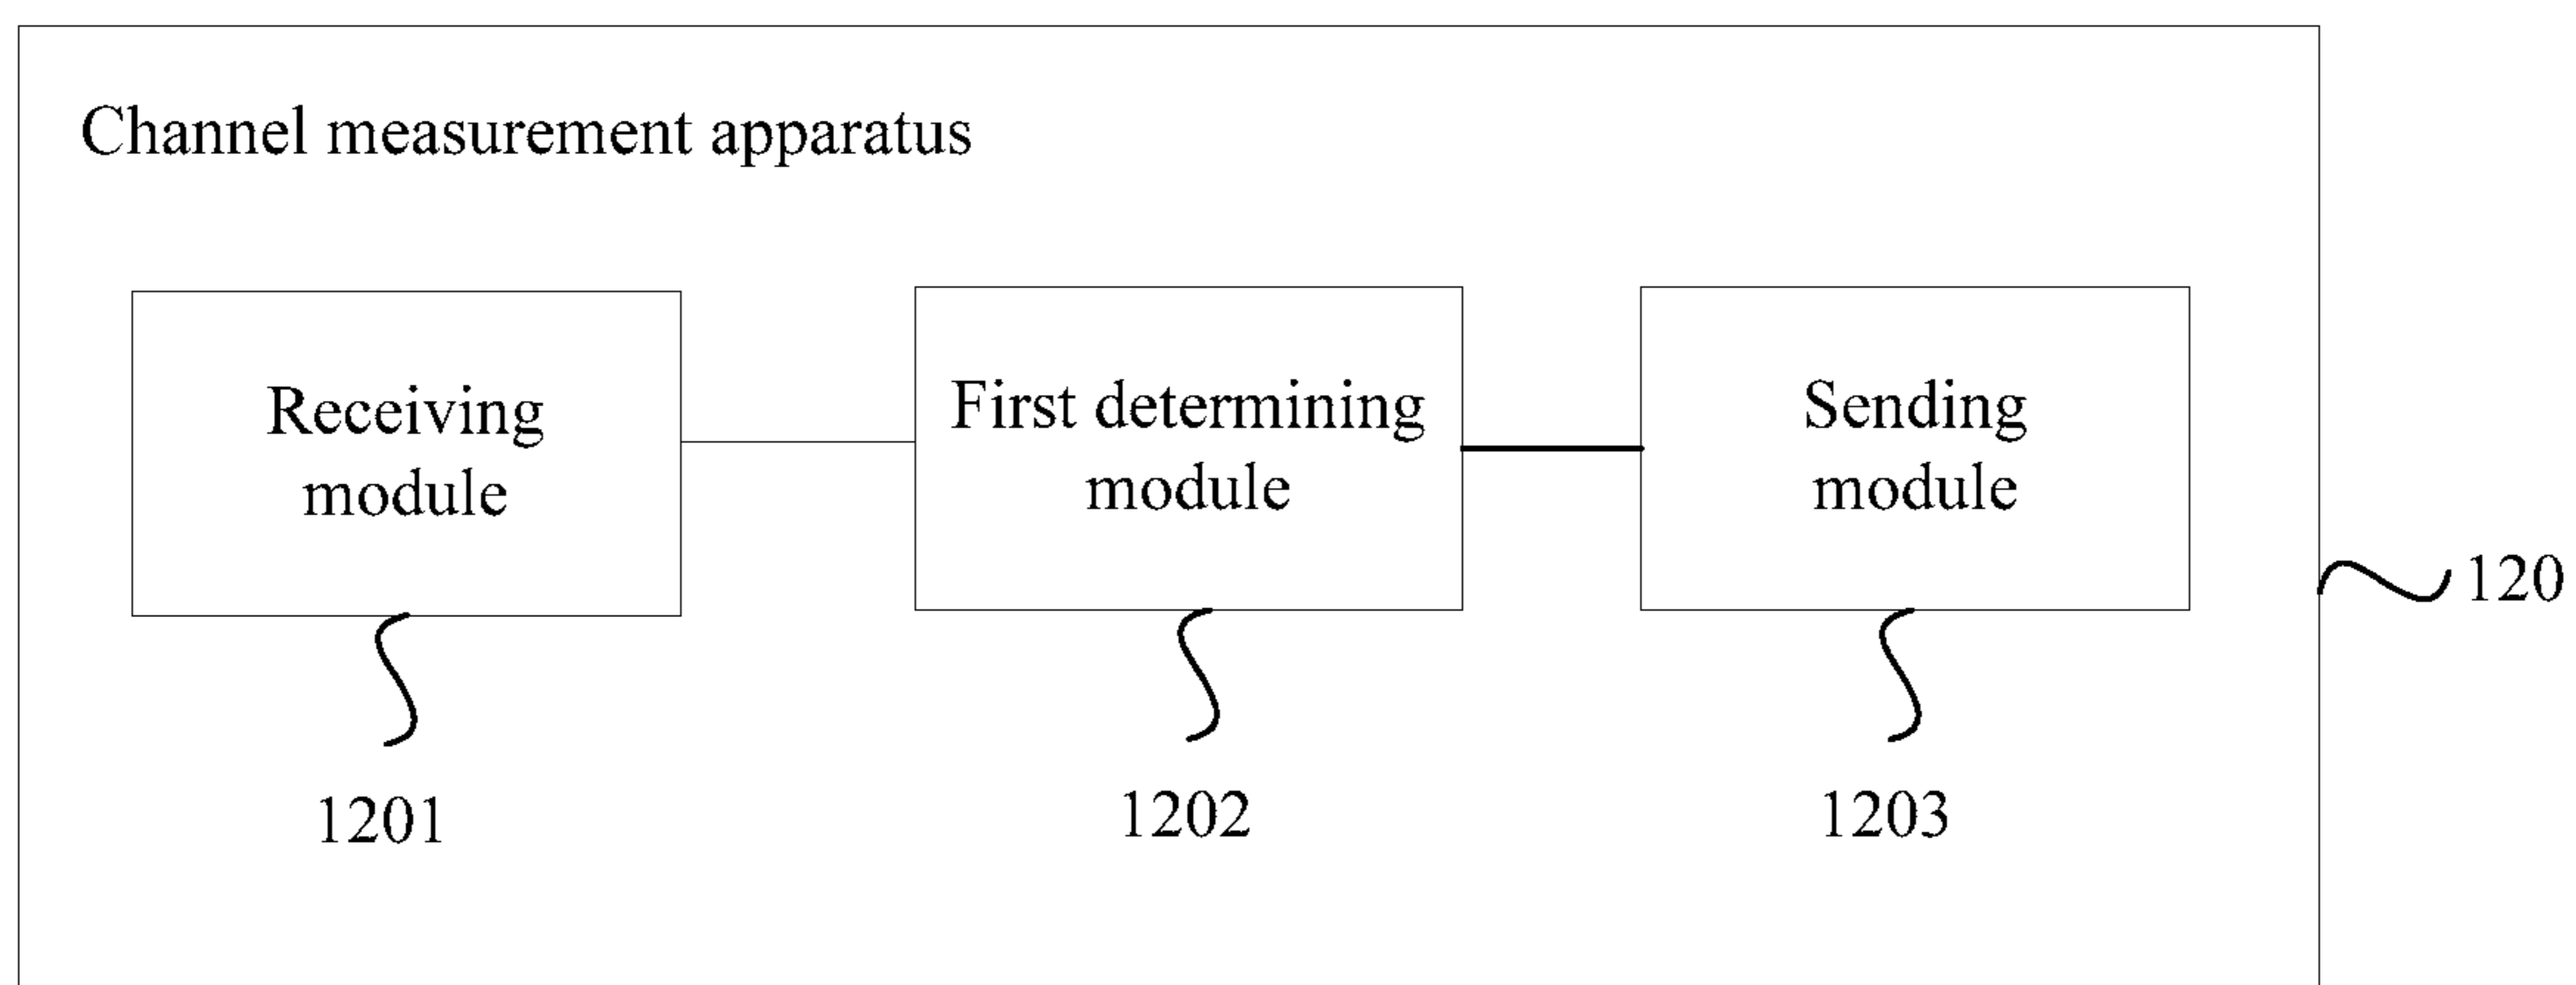 Channel measurement apparatus
Receiving
module
First determining
module
Sending
module
120
1201
1202
1203